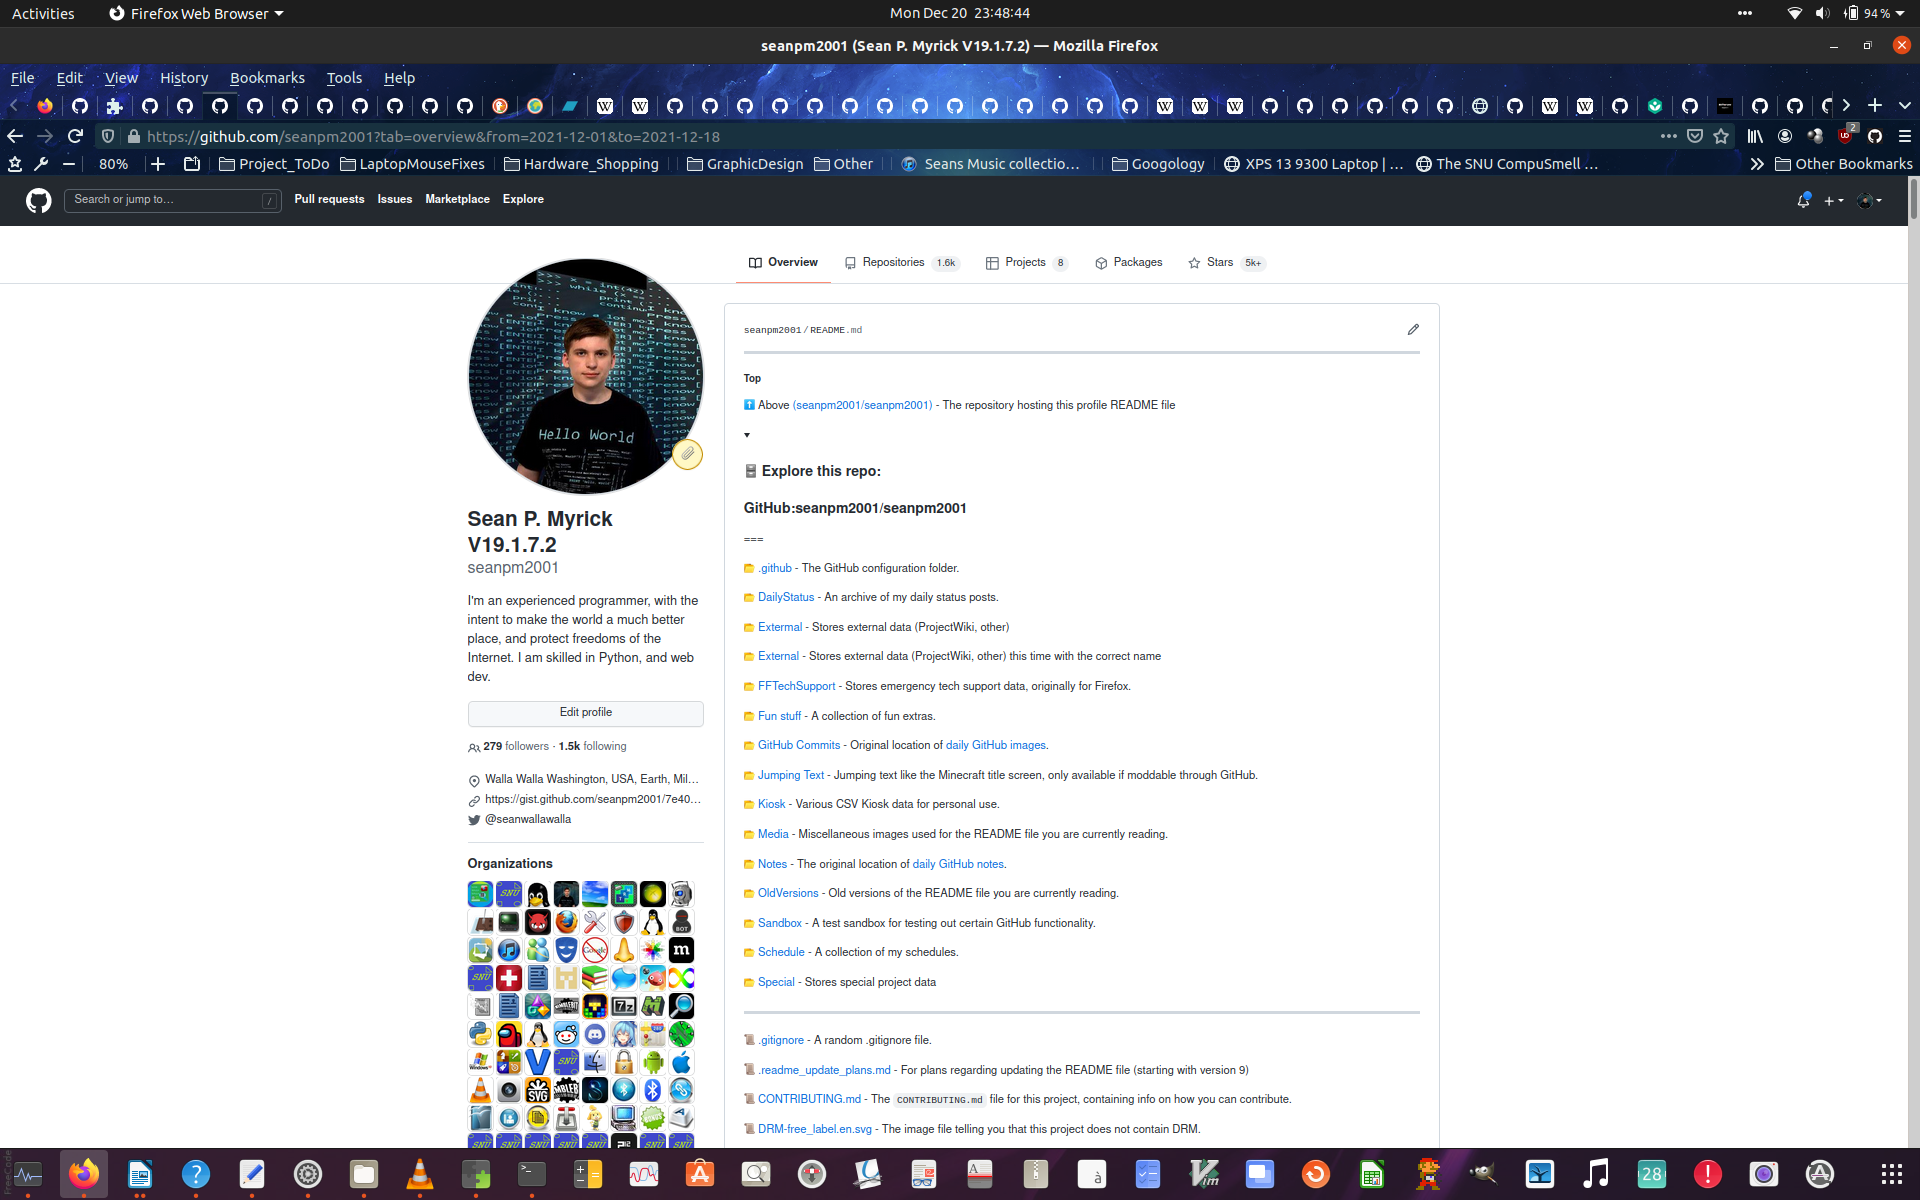 Activities Firefox Web Browser Mon Dec 20 23:48:44 94 %
seanpm2001 (Sean P. Myrick V19.1.7.2) — Mozilla Firefox
File Edit View History Bookmarks Tools Help
https://github.com/seanpm2001?tab=overview&from=2021-12-01&to=2021-12-18 2
80% Project_ToDo LaptopMouseFixes Hardware_Shopping GraphicDesign Other Seans Music collectio... Googology XPS 13 9300 Laptop | ... The SNU CompuSmell ... Other Bookmarks
Search or jump to... / Pull requests Issues Marketplace Explore
Overview Repositories 1.6k Projects 8 Packages Stars 5k+
Hello World
Sean P. Myrick
V19.1.7.2
seanpm2001
I'm an experienced programmer, with the
intent to make the world a much better
place, and protect freedoms of the
Internet. I am skilled in Python, and web
dev.
Edit profile
279 followers · 1.5k following
Walla Walla Washington, USA, Earth, Mil...
https://gist.github.com/seanpm2001/7e40...
@seanwallawalla
Organizations
seanpm2001/README.md
Top
Above (seanpm2001/seanpm2001) - The repository hosting this profile README file
Explore this repo:
GitHub:seanpm2001/seanpm2001
===
.github - The GitHub configuration folder.
DailyStatus - An archive of my daily status posts.
Extermal - Stores external data (ProjectWiki, other)
External - Stores external data (ProjectWiki, other) this time with the correct name
FFTechSupport - Stores emergency tech support data, originally for Firefox.
Fun stuff - A collection of fun extras.
GitHub Commits - Original location of daily GitHub images.
Jumping Text - Jumping text like the Minecraft title screen, only available if moddable through GitHub.
Kiosk - Various CSV Kiosk data for personal use.
Media - Miscellaneous images used for the README file you are currently reading.
Notes - The original location of daily GitHub notes.
OldVersions - Old versions of the README file you are currently reading.
Sandbox - A test sandbox for testing out certain GitHub functionality.
Schedule - A collection of my schedules.
Special - Stores special project data
.gitignore - A random .gitignore file.
.readme_update_plans.md - For plans regarding updating the README file (starting with version 9)
CONTRIBUTING.md - The CONTRIBUTING.md file for this project, containing info on how you can contribute.
DRM-free_label.en.svg - The image file telling you that this project does not contain DRM.
28